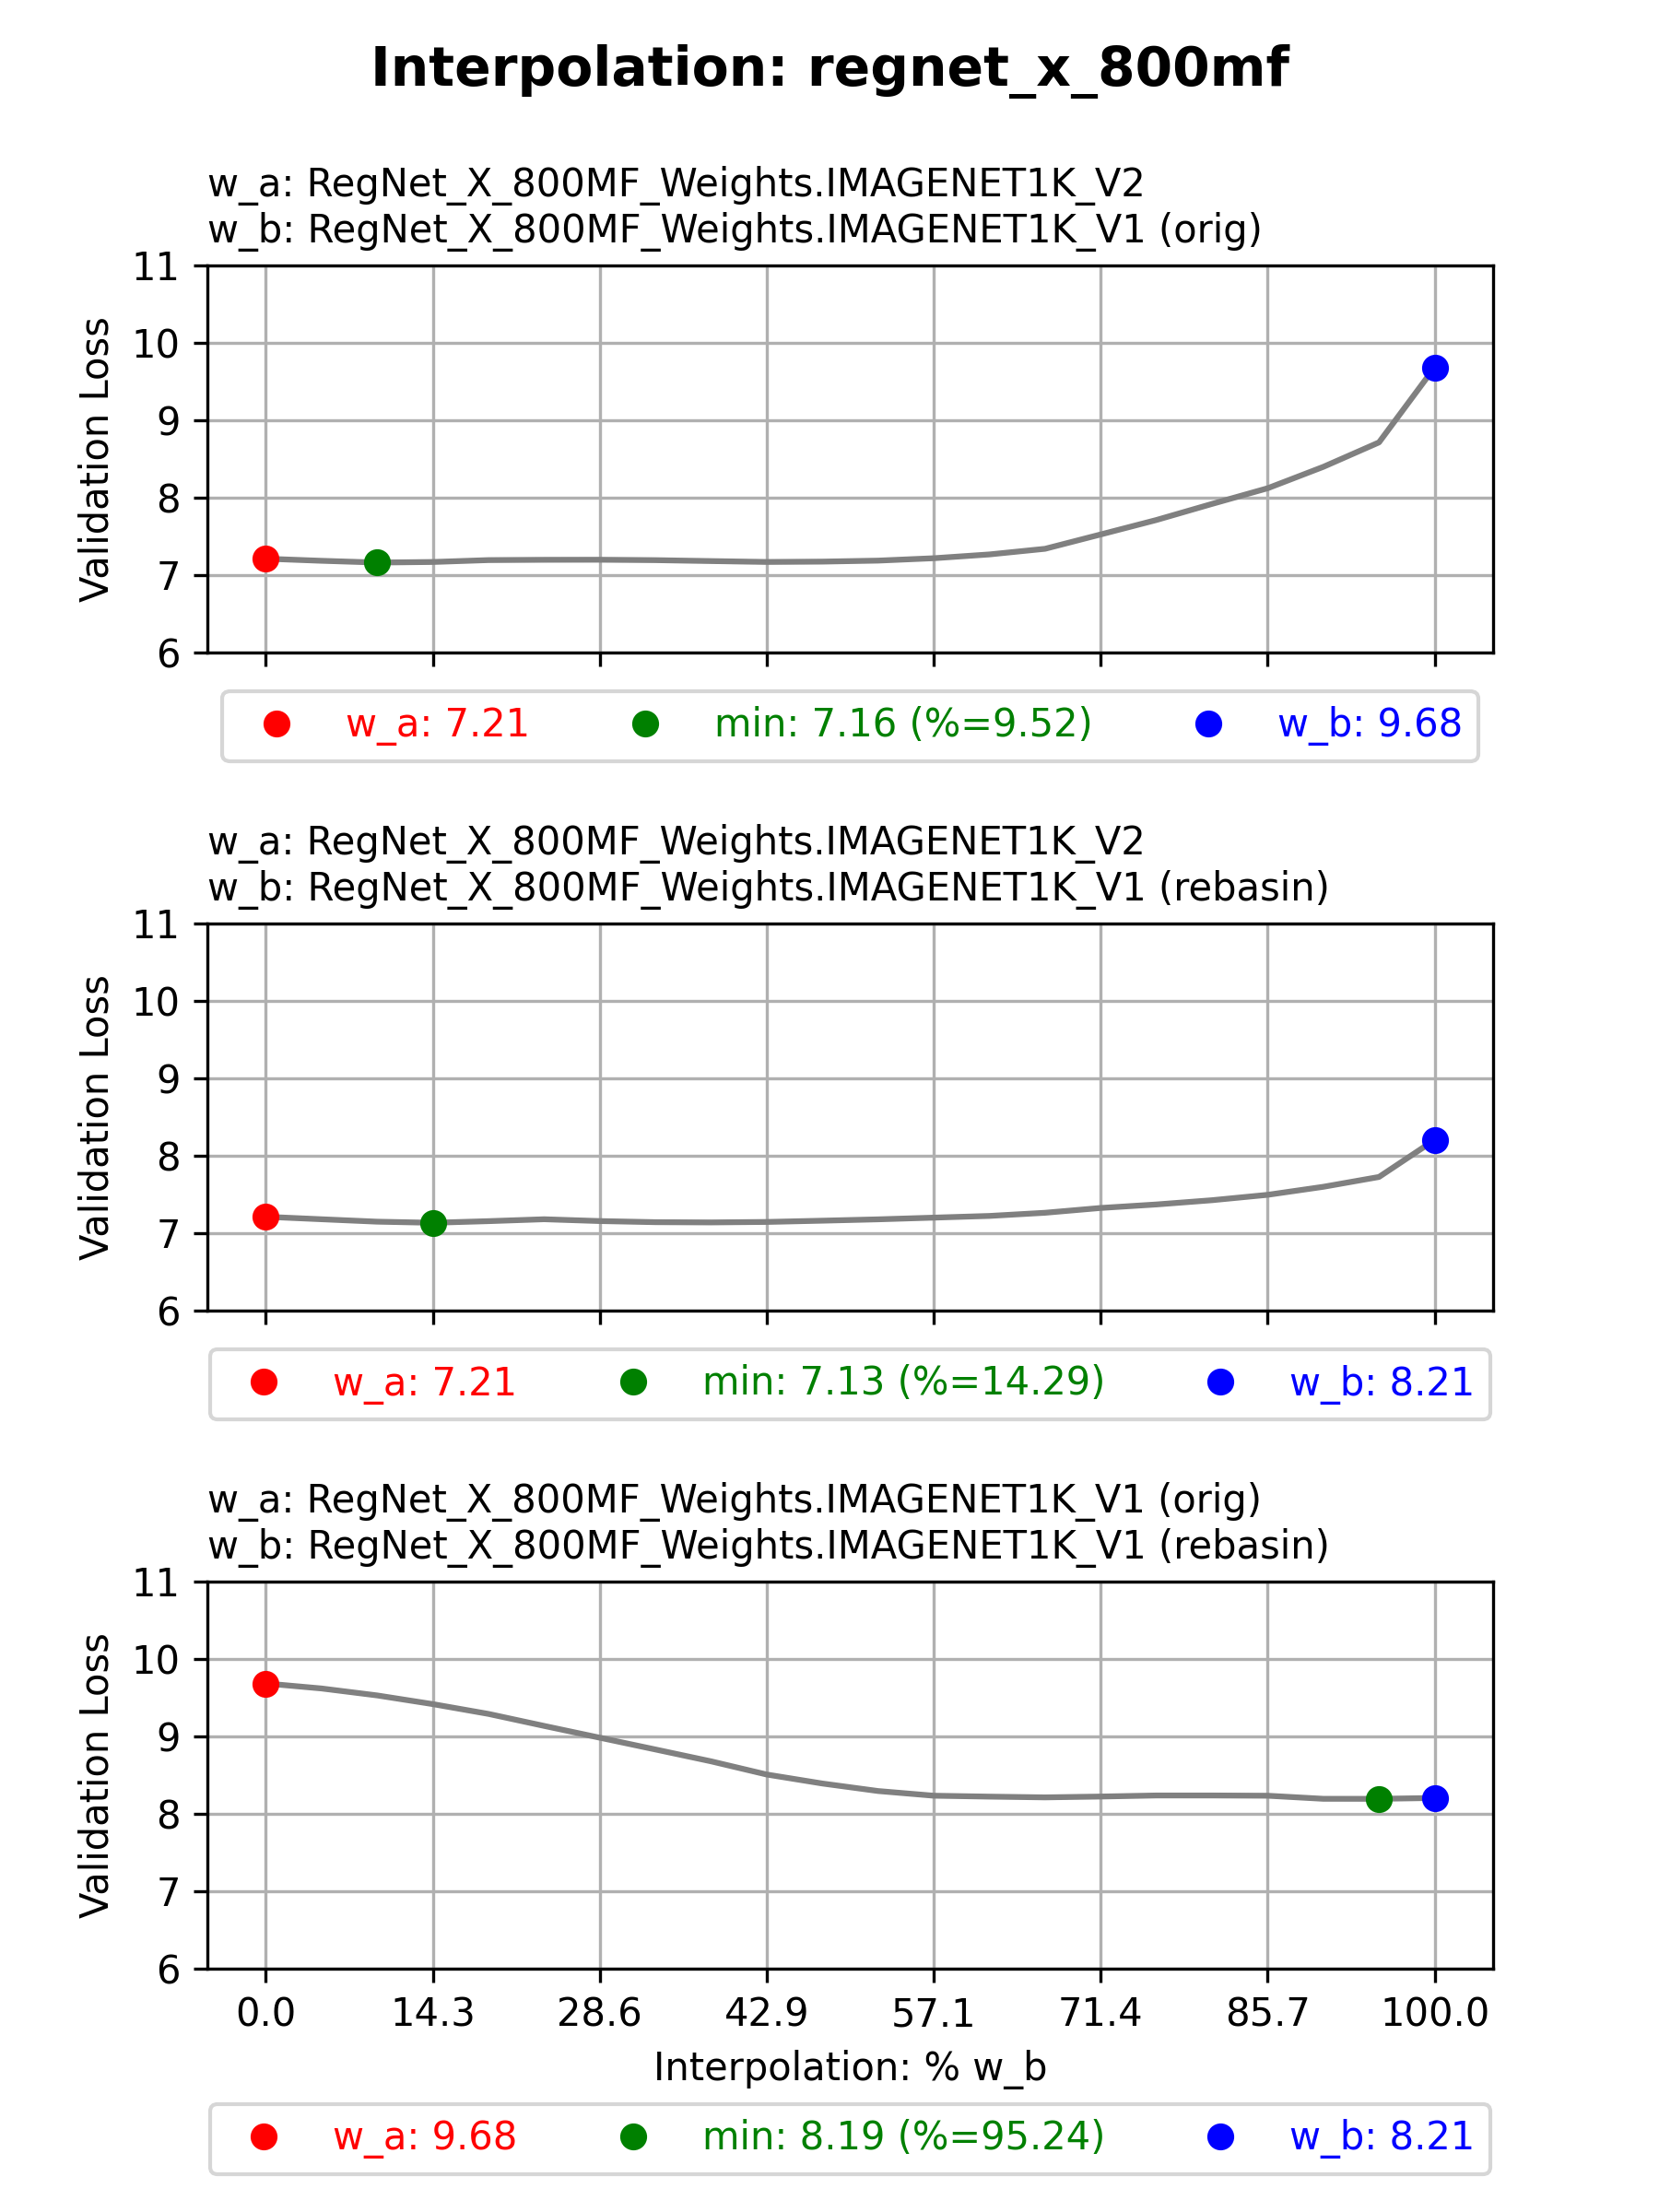 Interpolation: regnet_x_800mf
w_a: RegNet_X_800MF_Weights.IMAGENET1K_V2
w_b: RegNet_X_800MF_Weights.IMAGENET1K_V1 (orig)
11
10
9
8
7
6
Validation Loss
w_a: 7.21 min: 7.16 (%=9.52) w_b: 9.68
w_a: RegNet_X_800MF_Weights.IMAGENET1K_V2
w_b: RegNet_X_800MF_Weights.IMAGENET1K_V1 (rebasin)
11
10
9
8
7
6
Validation Loss
w_a: 7.21 min: 7.13 (%=14.29) w_b: 8.21
w_a: RegNet_X_800MF_Weights.IMAGENET1K_V1 (orig)
w_b: RegNet_X_800MF_Weights.IMAGENET1K_V1 (rebasin)
11
10
9
8
7
6
Validation Loss
0.0 14.3 28.6 42.9 57.1 71.4 85.7 100.0
Interpolation: % w_b
w_a: 9.68 min: 8.19 (%=95.24) w_b: 8.21